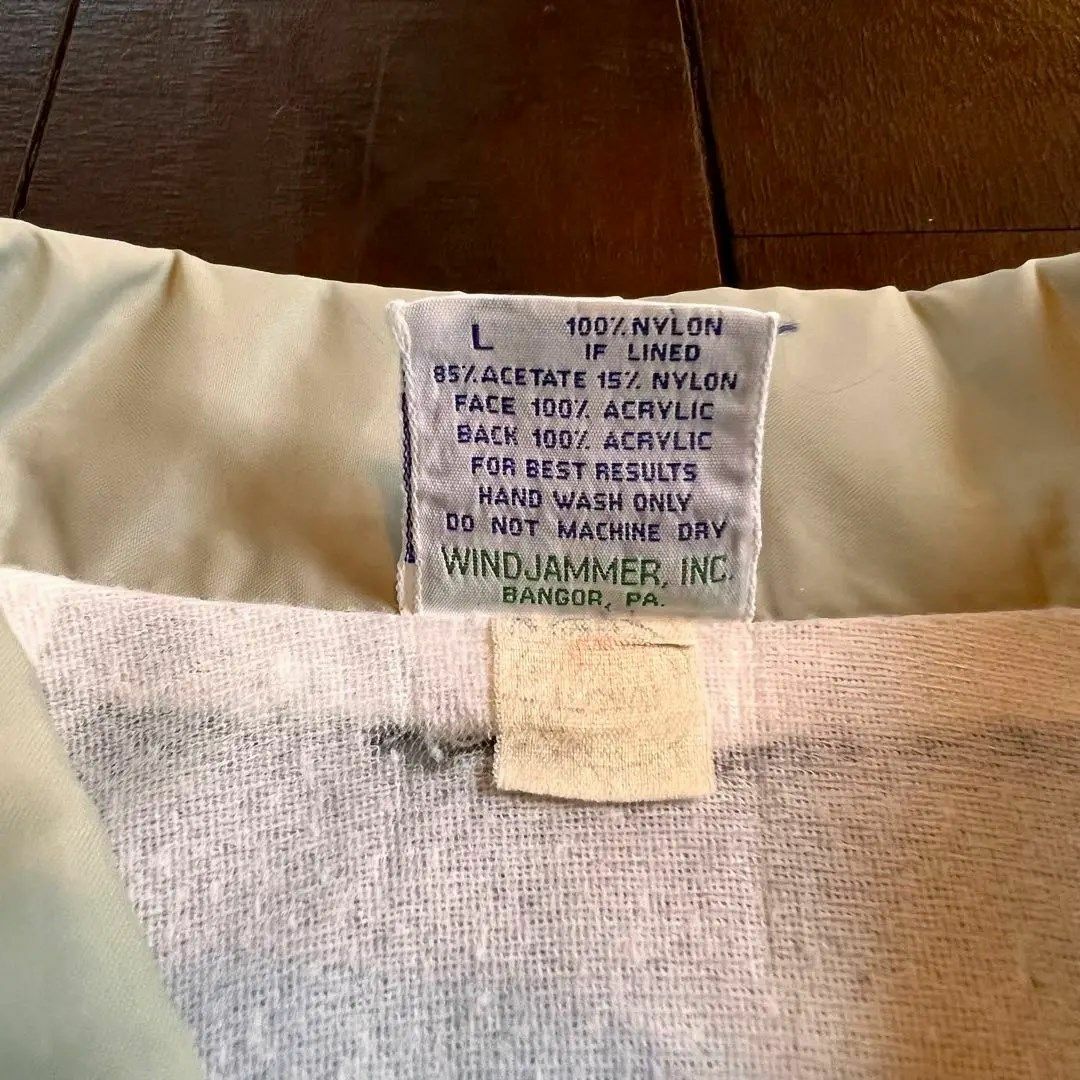 L
100% NYLON
IF LINED
85% ACETATE 15% NYLON
FACE 100% ACRYLIC
BACK 100% ACRYLIC
FOR BEST RESULTS
HAND WASH ONLY
DO NOT MACHINE DRY
WINDJAMMER, INC.
BANGOR, PA.